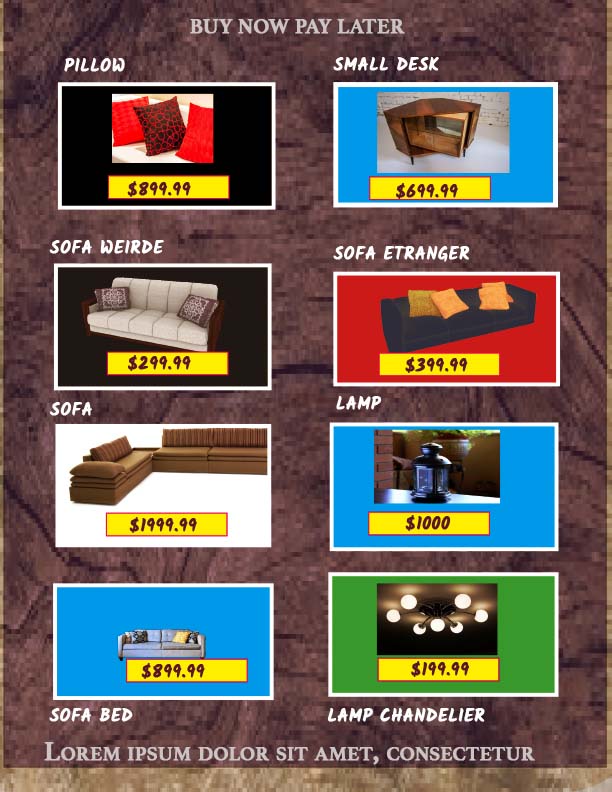 BUY NOW PAY LATER
PILLOW
SMALL DESK
$899.99
$699.99
SOFA WEIRDE
SOFA ETRANGER
$299.99
$399.99
SOFA
LAMP
$1999.99
$1000
$899.99
$199.99
SOFA BED
LAMP CHANDELIER
LOREM IPSUM DOLOR SIT AMET, CONSECTETUR